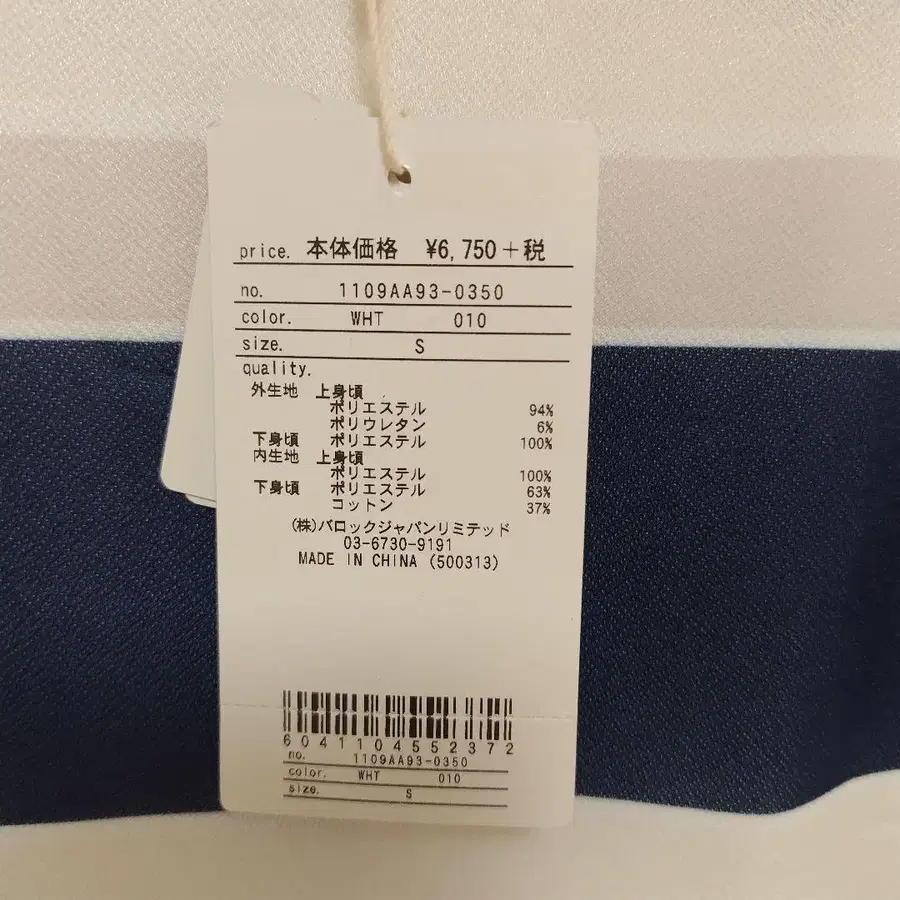 price. 本体価格 ¥6,750+税
no. 1109AA93-0350
color. WHT 010
size. S
quality.
外生地 上身頃
ポリエステル 94%
ポリウレタン 6%
下身頃 ポリエステル 100%
内生地 上身頃
ポリエステル 100%
下身頃 ポリエステル 63%
コットン 37%
(株)バロックジャパンリミテッド
03-6730-9191
MADE IN CHINA (500313)
6041104552372
no. 1109AA93-0350
color. WHT 010
size. S